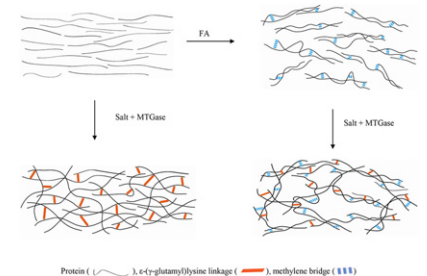 FA
Salt + MTGase
Salt + MTGase
Protein ( ), ε-(γ-glutamyl)lysine linkage ( ), methylene bridge ( )